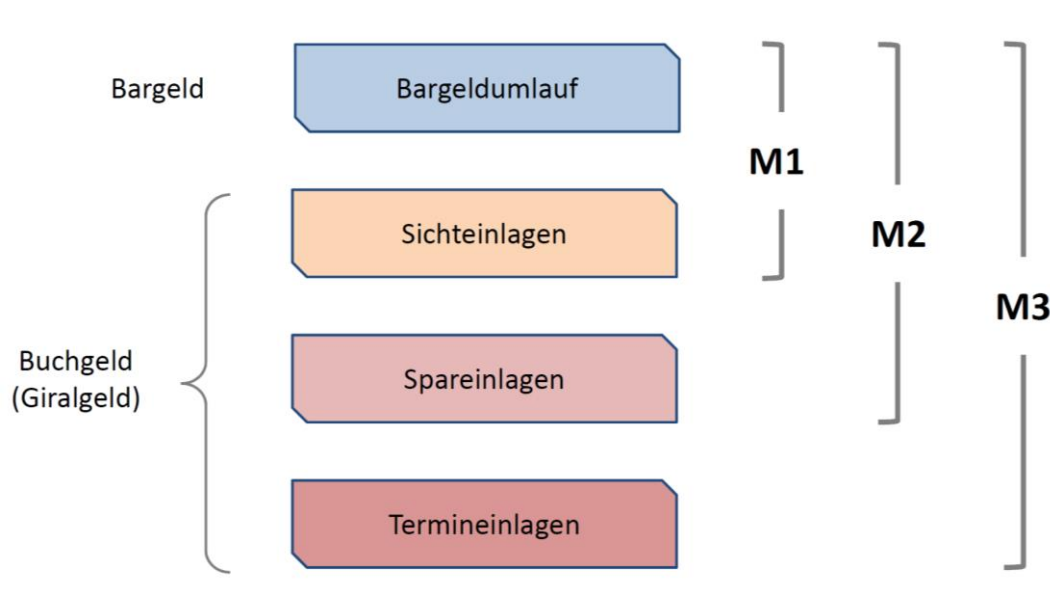 Bargeld
Bargeldumlauf
M1
Sichteinlagen
M2
M3
Buchgeld
(Giralgeld)
Spareinlagen
Termineinlagen